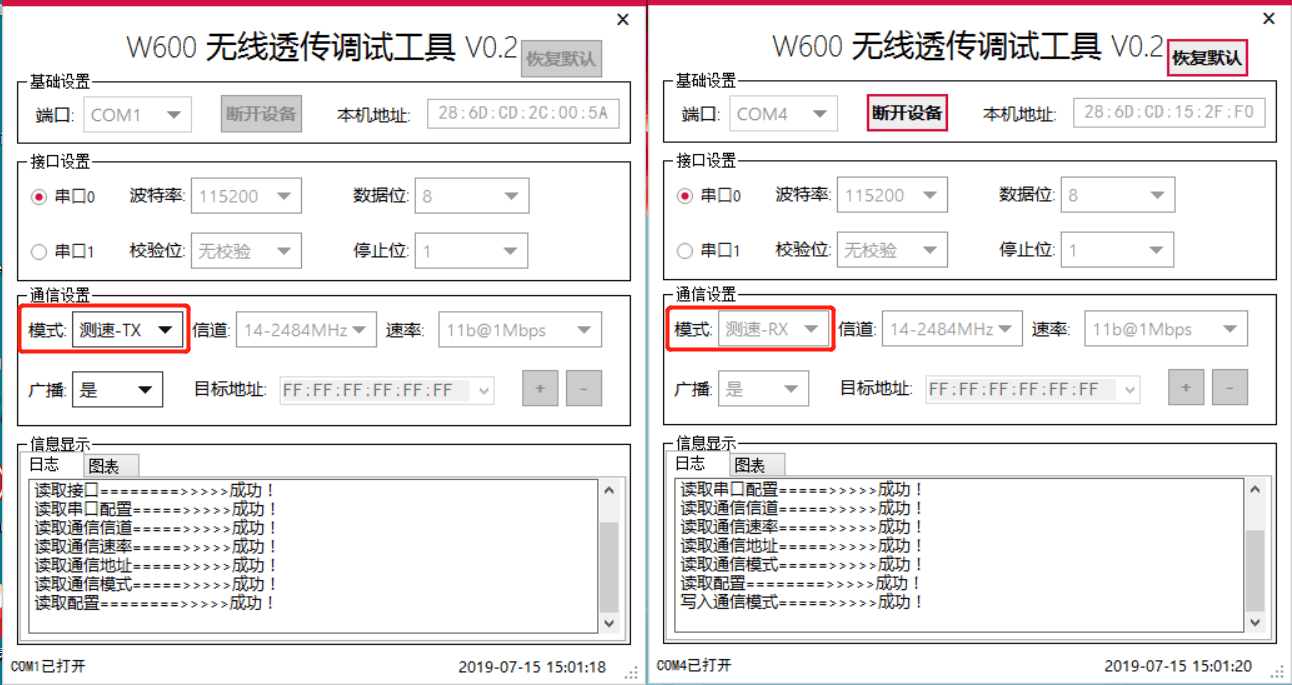 ×
W600 无线透传调试工具 V0.2
恢复默认
基础设置
端口: COM1 断开设备 本机地址: 28:6D:CD:2C:00:5A
接口设置
串口0 波特率: 115200 数据位: 8
串口1 校验位: 无校验 停止位: 1
通信设置
模式: 测速-TX 信道: 14-2484MHz 速率: 11b@1Mbps
广播: 是 目标地址: FF:FF:FF:FF:FF:FF + -
信息显示
日志 图表
读取接口========>>>>>成功！
读取串口配置=====>>>>>成功！
读取通信信道=====>>>>>成功！
读取通信速率=====>>>>>成功！
读取通信地址=====>>>>>成功！
读取通信模式=====>>>>>成功！
读取配置========>>>>>成功！
COM1已打开 2019-07-15 15:01:18
×
W600 无线透传调试工具 V0.2
恢复默认
基础设置
端口: COM4 断开设备 本机地址: 28:6D:CD:15:2F:F0
接口设置
串口0 波特率: 115200 数据位: 8
串口1 校验位: 无校验 停止位: 1
通信设置
模式: 测速-RX 信道: 14-2484MHz 速率: 11b@1Mbps
广播: 是 目标地址: FF:FF:FF:FF:FF:FF + -
信息显示
日志 图表
读取串口配置=====>>>>>成功！
读取通信信道=====>>>>>成功！
读取通信速率=====>>>>>成功！
读取通信地址=====>>>>>成功！
读取通信模式=====>>>>>成功！
读取配置========>>>>>成功！
写入通信模式=====>>>>>成功！
COM4已打开 2019-07-15 15:01:20